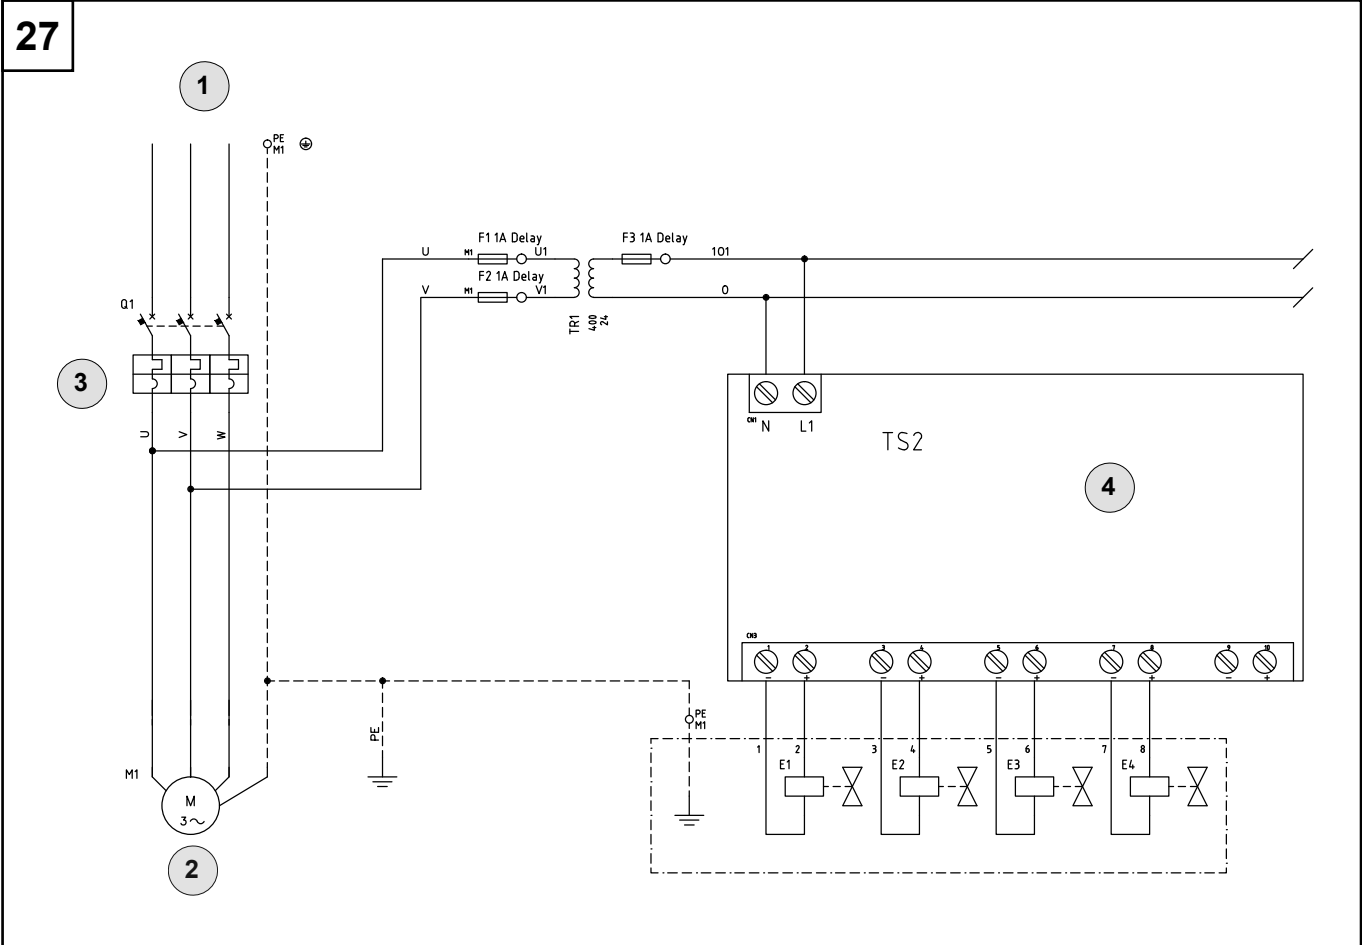 27
1
PE
M1
F1 1A Delay
F3 1A Delay
U
M1
U1
101
F2 1A Delay
V
M1
V1
0
Q1
TR1
400
24
3
CN1
N
L1
TS2
U
V
W
4
CN3
1
2
3
4
5
6
7
8
9
10
-
+
-
+
-
+
-
+
-
+
PE
M1
PE
1
2
3
4
5
6
7
8
E1
E2
E3
E4
M1
M
3~
2